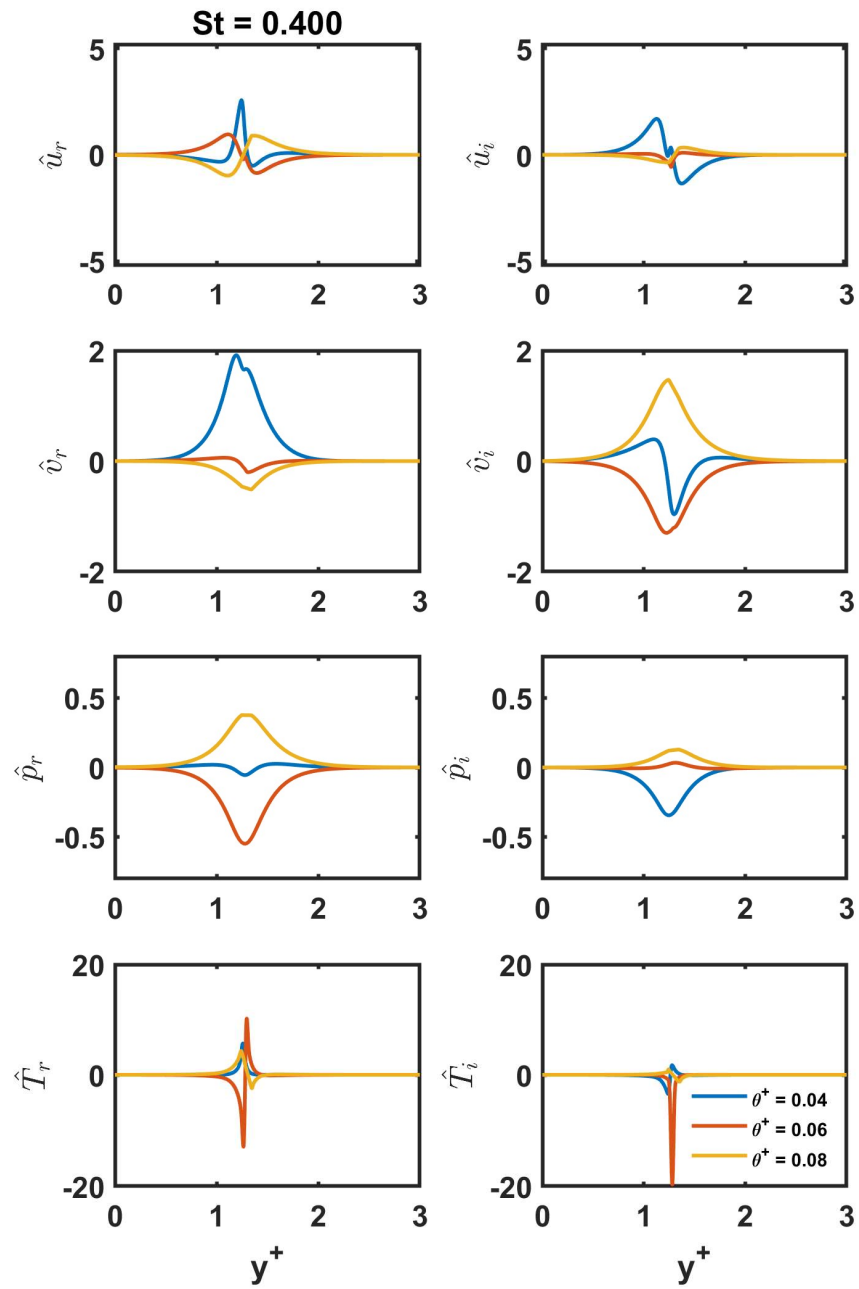 St = 0.400
5
0
-5
û_r
0 1 2 3
5
0
-5
û_i
0 1 2 3
2
0
-2
v̂_r
0 1 2 3
2
0
-2
v̂_i
0 1 2 3
0.5
0
-0.5
p̂_r
0 1 2 3
0.5
0
-0.5
p̂_i
0 1 2 3
20
0
-20
T̂_r
0 1 2 3
y⁺
20
0
-20
T̂_i
θ⁺ = 0.04
θ⁺ = 0.06
θ⁺ = 0.08
0 1 2 3
y⁺